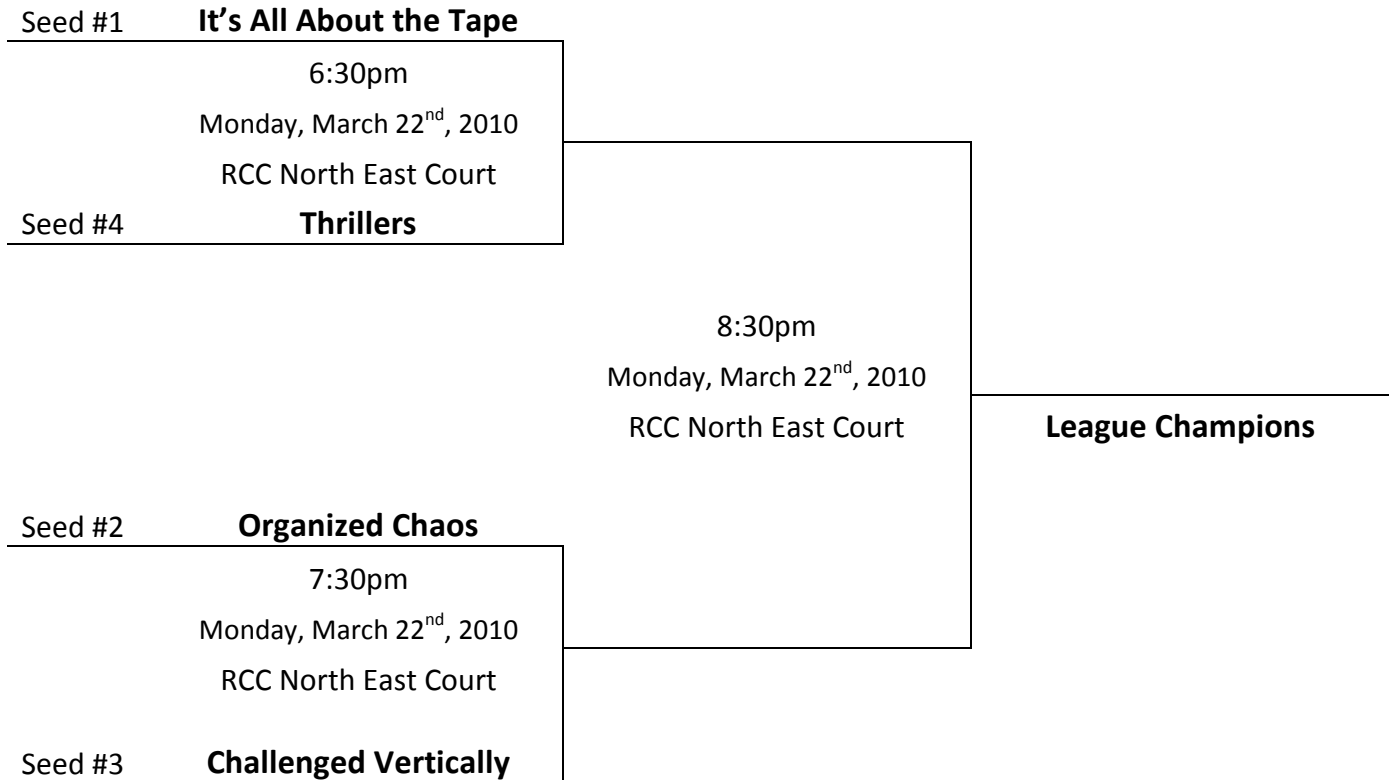 Seed #1 It’s All About the Tape
6:30pm
Monday, March 22nd, 2010
RCC North East Court
Seed #4 Thrillers
8:30pm
Monday, March 22nd, 2010
RCC North East Court
League Champions
Seed #2 Organized Chaos
7:30pm
Monday, March 22nd, 2010
RCC North East Court
Seed #3 Challenged Vertically